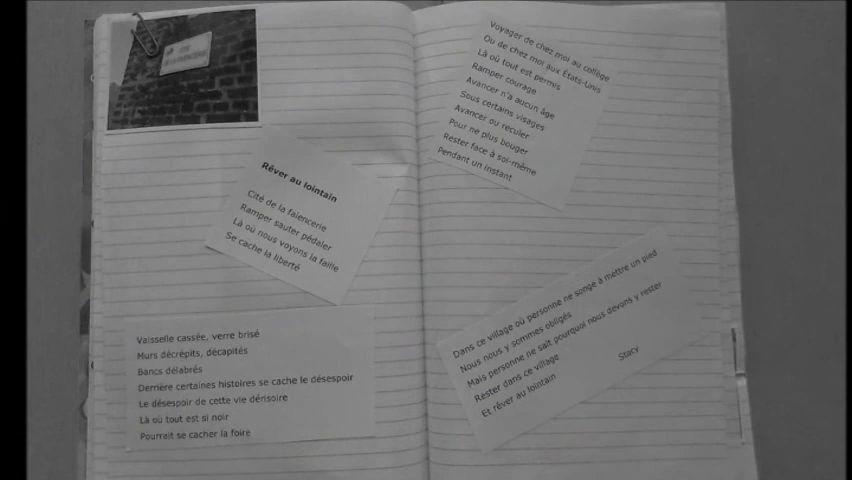 Rêver au lointain
Cité de la faïencerie
Ramper sauter pédaler
Là où nous voyons la faille
Se cache la liberté
Vaisselle cassée, verre brisé
Murs décrépits, décapités
Bancs délabrés
Derrière certaines histoires se cache le désespoir
Le désespoir de cette vie dérisoire
Là où tout est si noir
Pourrait se cacher la foire
Voyager de chez moi au collège
Ou de chez moi aux États-Unis
Là où tout est permis
Ramper courage
Avancer n'a aucun âge
Sous certains visages
Avancer ou reculer
Pour ne plus bouger
Rester face à soi-même
Pendant un instant
Dans ce village où personne ne songe à mettre un pied
Nous nous y sommes obligés
Mais personne ne sait pourquoi nous devons y rester
Rester dans ce village
Et rêver au lointain
Stacy